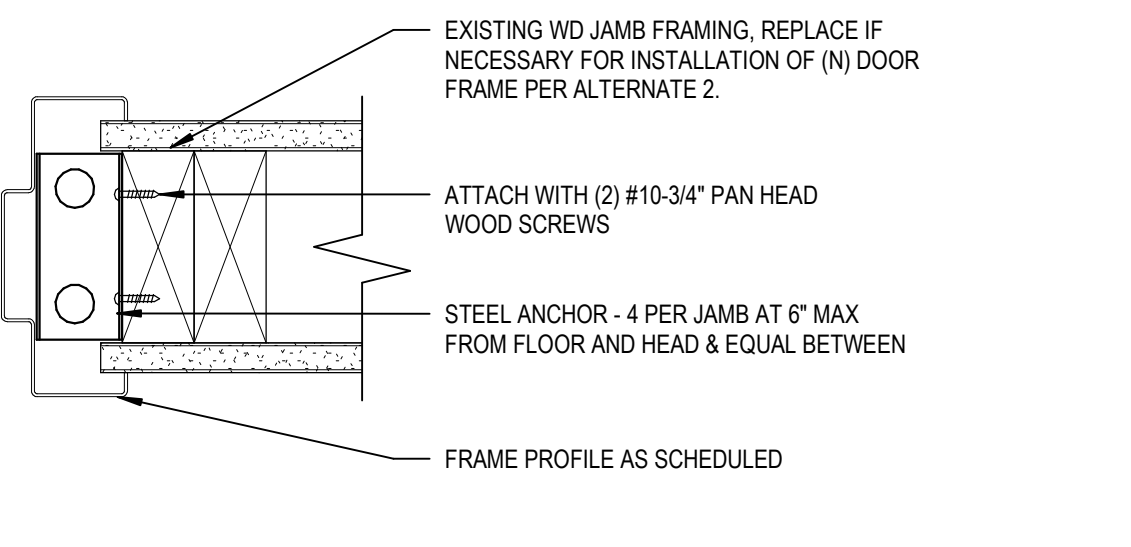 EXISTING WD JAMB FRAMING, REPLACE IF
NECESSARY FOR INSTALLATION OF (N) DOOR
FRAME PER ALTERNATE 2.
ATTACH WITH (2) #10-3/4" PAN HEAD
WOOD SCREWS
STEEL ANCHOR - 4 PER JAMB AT 6" MAX
FROM FLOOR AND HEAD & EQUAL BETWEEN
FRAME PROFILE AS SCHEDULED